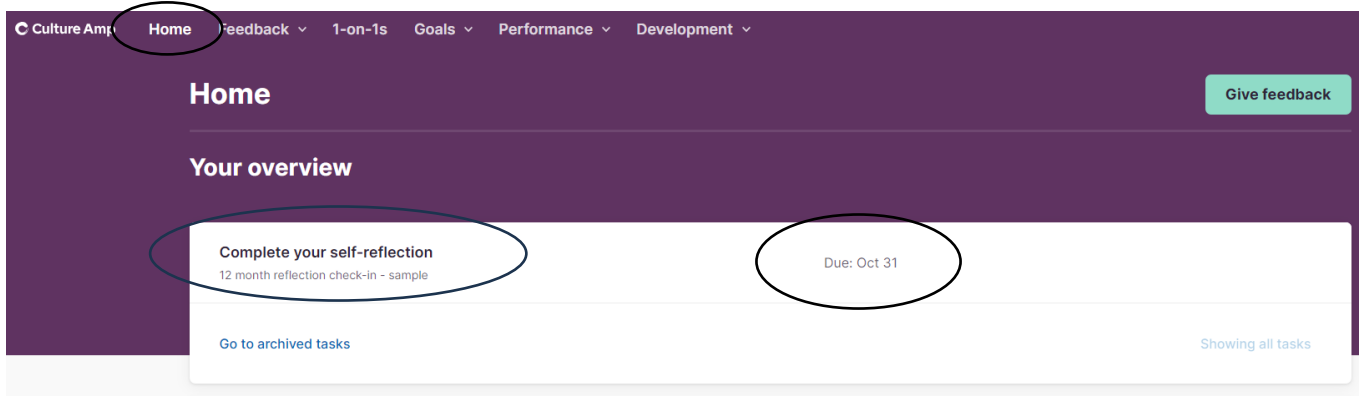 Culture Amp Home Feedback 1-on-1s Goals Performance Development
Home
Give feedback
Your overview
Complete your self-reflection
12 month reflection check-in - sample
Due: Oct 31
Go to archived tasks
Showing all tasks